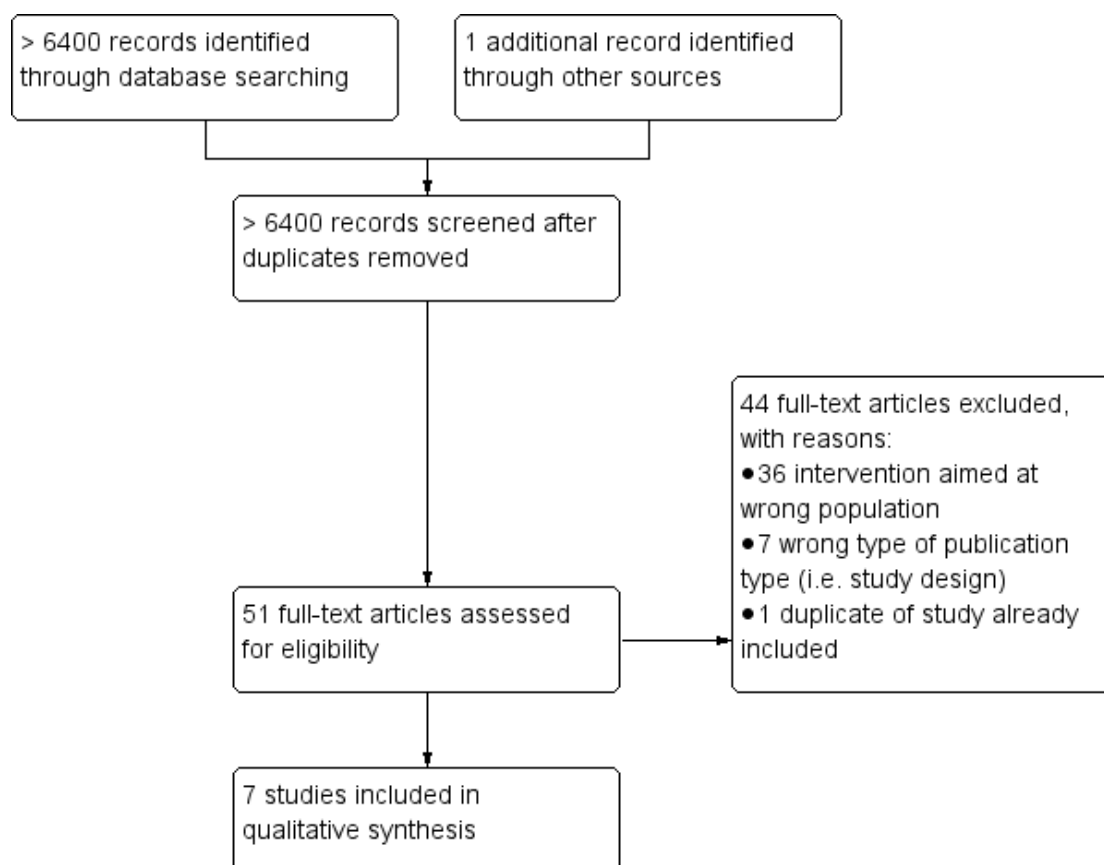 > 6400 records identified
through database searching
1 additional record identified
through other sources
> 6400 records screened after
duplicates removed
44 full-text articles excluded,
with reasons:
●36 intervention aimed at
wrong population
●7 wrong type of publication
type (i.e. study design)
●1 duplicate of study already
included
51 full-text articles assessed
for eligibility
7 studies included in
qualitative synthesis